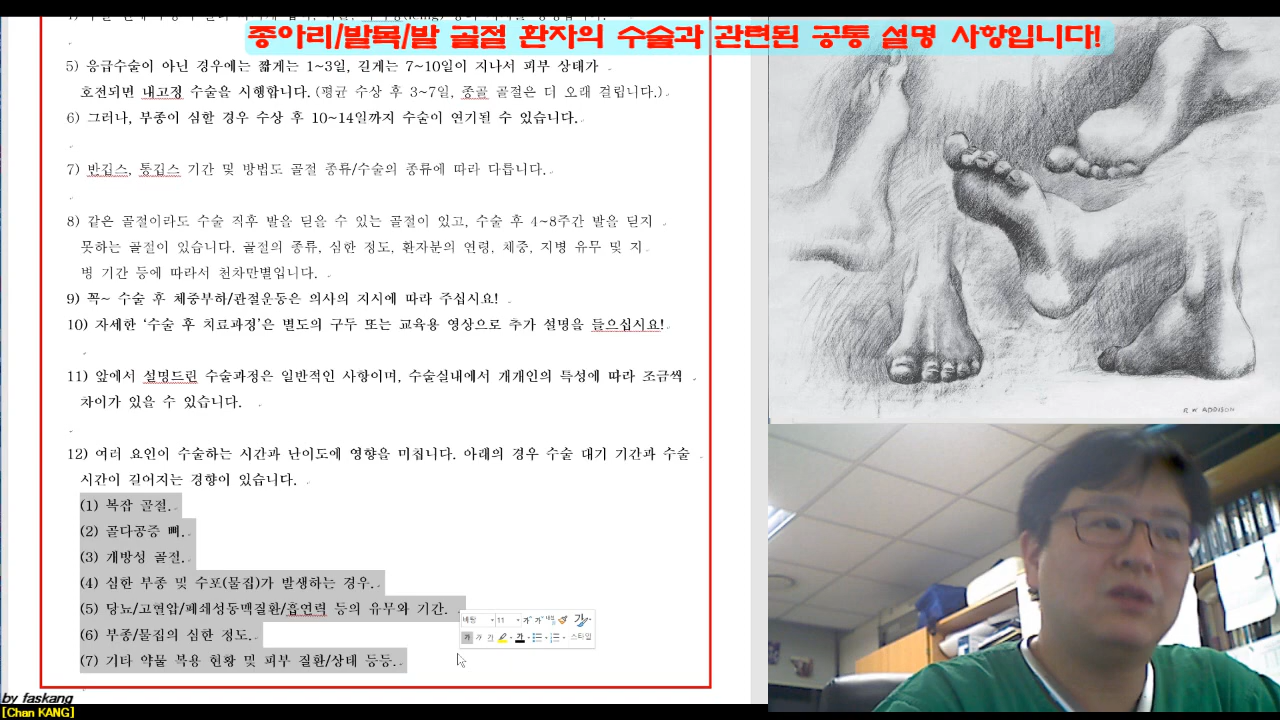 종아리/발목/발 골절 환자의 수술과 관련된 공통 설명 사항입니다!
5) 응급수술이 아닌 경우에는 짧게는 1~3일, 길게는 7~10일이 지나서 피부 상태가
호전되면 내고정 수술을 시행합니다. (평균 수상 후 3~7일, 종골 골절은 더 오래 걸립니다.)
6) 그러나, 부종이 심한 경우 수상 후 10~14일까지 수술이 연기될 수 있습니다.
7) 반깁스, 통깁스 기간 및 방법도 골절 종류/수술의 종류에 따라 다릅니다.
8) 같은 골절이라도 수술 직후 발을 딛을 수 있는 골절이 있고, 수술 후 4~8주간 발을 딛지
못하는 골절이 있습니다. 골절의 종류, 심한 정도, 환자분의 연령, 체중, 지병 유무 및 지
병 기간 등에 따라서 천차만별입니다.
9) 꼭~ 수술 후 체중부하/관절운동은 의사의 지시에 따라 주십시요!
10) 자세한 '수술 후 치료과정'은 별도의 구두 또는 교육용 영상으로 추가 설명을 들으십시요!
11) 앞에서 설명드린 수술과정은 일반적인 사항이며, 수술실내에서 개개인의 특성에 따라 조금씩
차이가 있을 수 있습니다.
12) 여러 요인이 수술하는 시간과 난이도에 영향을 미칩니다. 아래의 경우 수술 대기 기간과 수술
시간이 길어지는 경향이 있습니다.
(1) 복잡 골절.
(2) 골다공증 뼈.
(3) 개방성 골절.
(4) 심한 부종 및 수포(물집)가 발생하는 경우.
(5) 당뇨/고혈압/폐쇄성동맥질환/흡연력 등의 유무와 기간.
(6) 부종/물집의 심한 정도.
(7) 기타 약물 복용 현황 및 피부 질환/상태 등등.
바탕 11 가 가 가
가 가 간 가 스타일
R W ADDISON
by faskang
[Chan KANG]